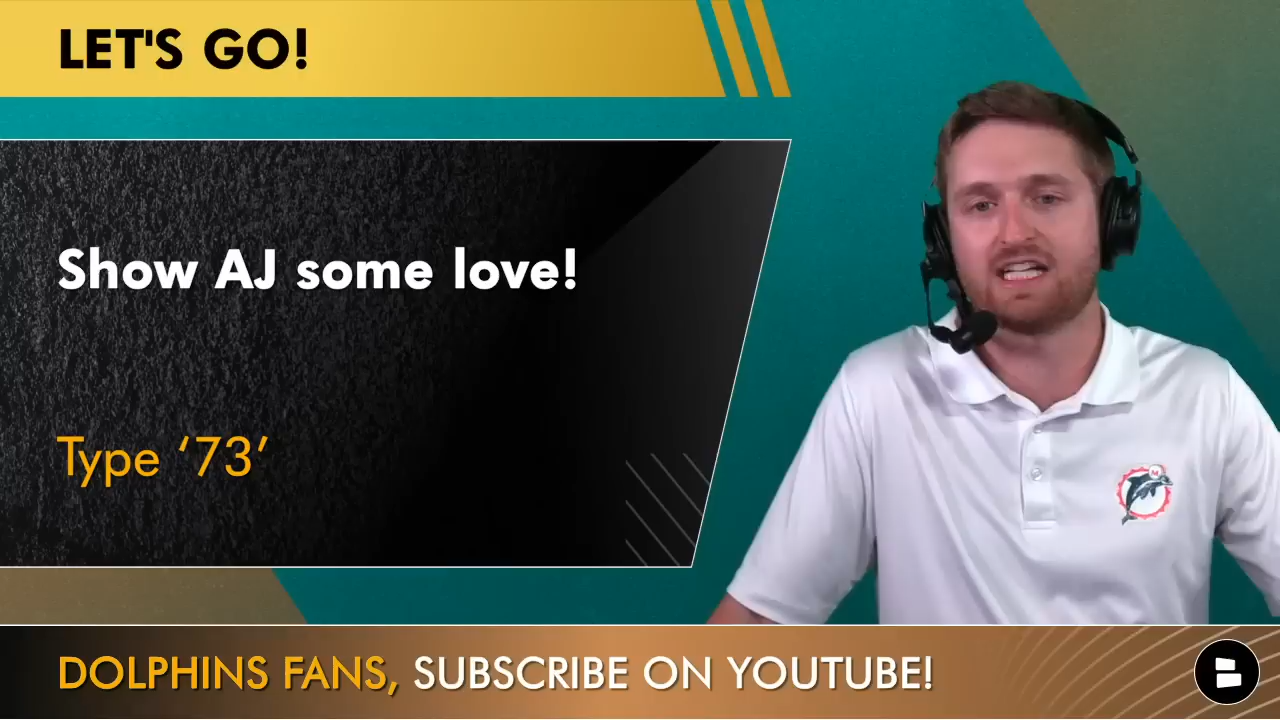 LET'S GO!
Show AJ some love!
Type ‘73’
DOLPHINS FANS, SUBSCRIBE ON YOUTUBE!